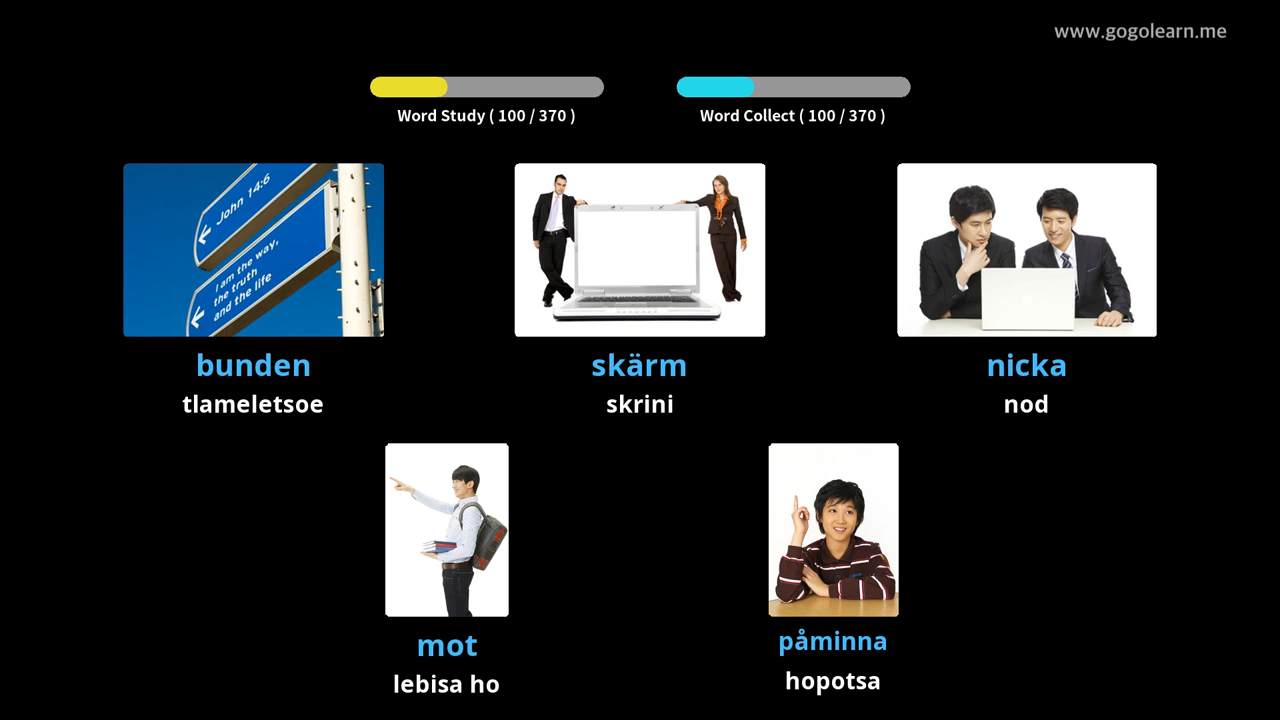 www.gogolearn.me
Word Study ( 100 / 370 )
Word Collect ( 100 / 370 )
John 14:6
I am the way,
the truth
and the life
bunden
skärm
nicka
tlameletsoe
skrini
nod
mot
påminna
lebisa ho
hopotsa